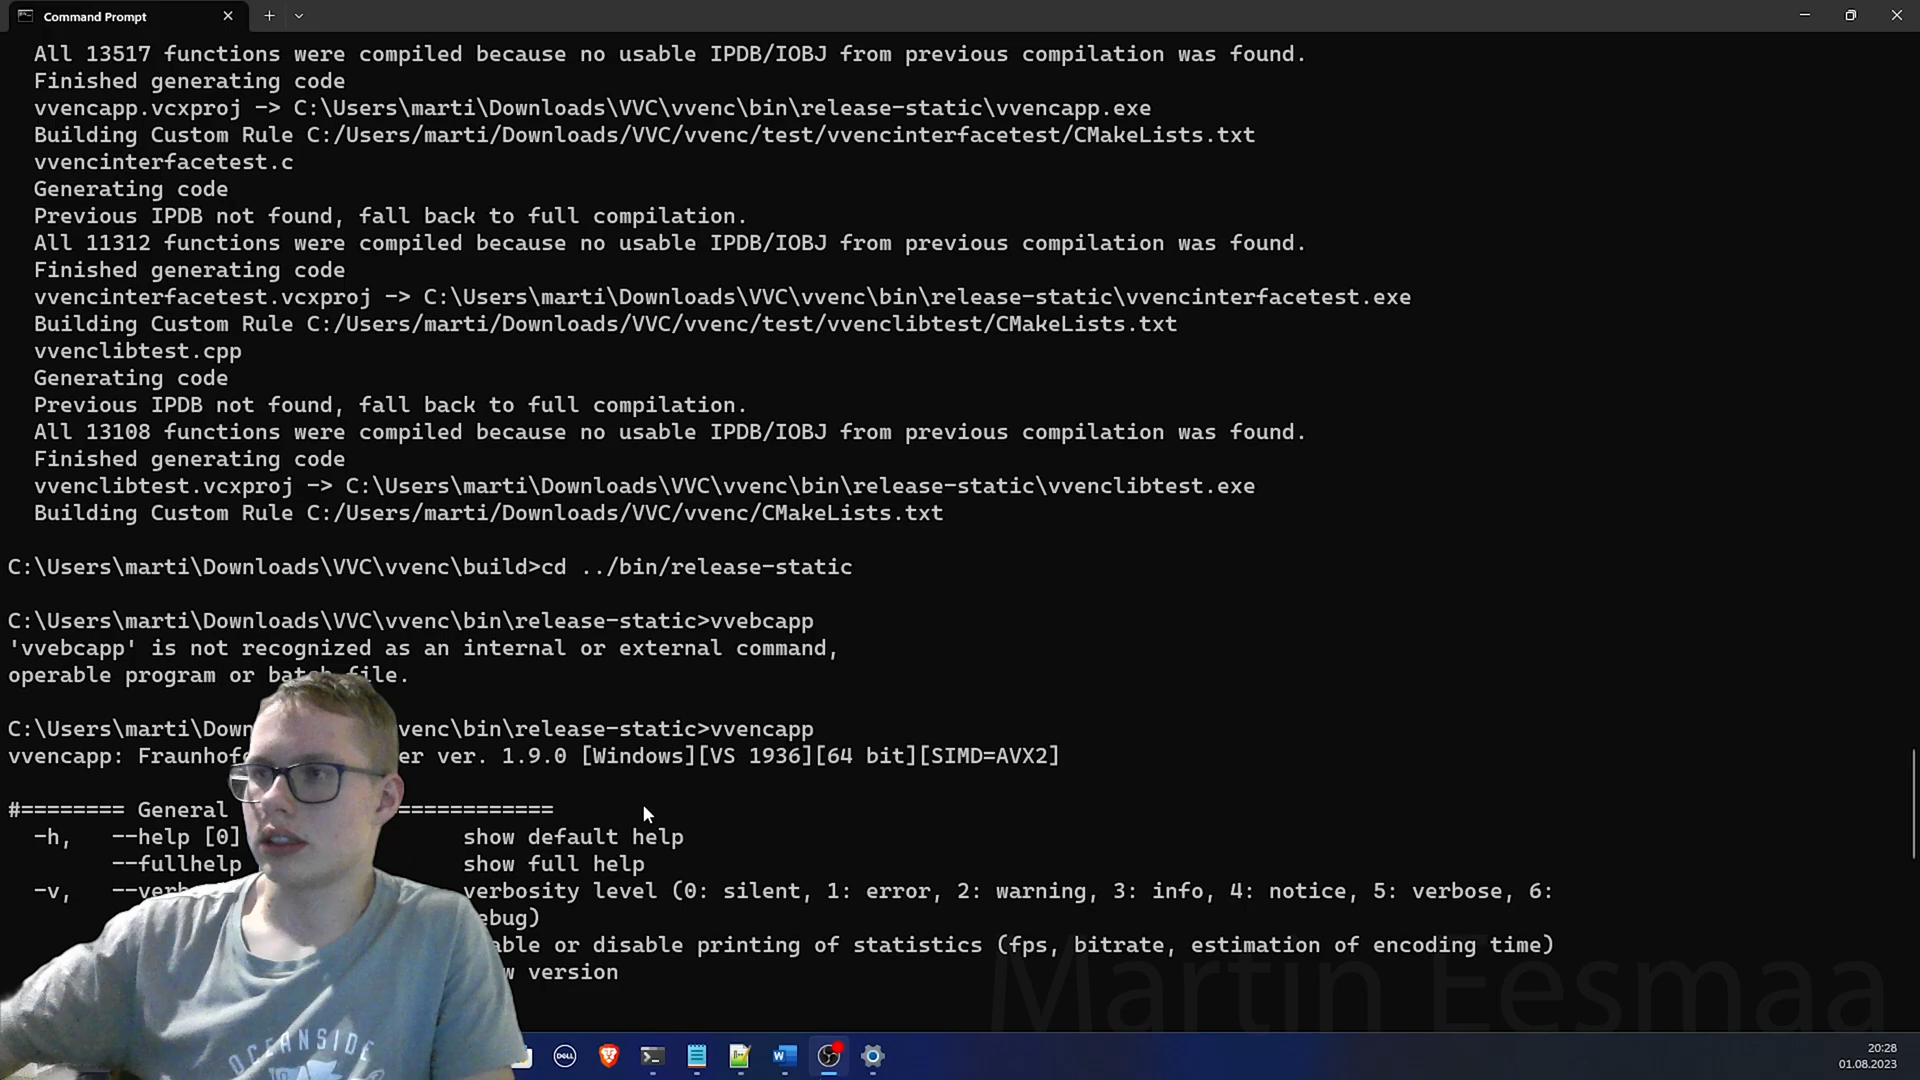 Command Prompt
All 13517 functions were compiled because no usable IPDB/IOBJ from previous compilation was found.
Finished generating code
vvencapp.vcxproj -> C:\Users\marti\Downloads\VVC\vvenc\bin\release-static\vvencapp.exe
Building Custom Rule C:/Users/marti/Downloads/VVC/vvenc/test/vvencinterfacetest/CMakeLists.txt
vvencinterfacetest.c
Generating code
Previous IPDB not found, fall back to full compilation.
All 11312 functions were compiled because no usable IPDB/IOBJ from previous compilation was found.
Finished generating code
vvencinterfacetest.vcxproj -> C:\Users\marti\Downloads\VVC\vvenc\bin\release-static\vvencinterfacetest.exe
Building Custom Rule C:/Users/marti/Downloads/VVC/vvenc/test/vvenclibtest/CMakeLists.txt
vvenclibtest.cpp
Generating code
Previous IPDB not found, fall back to full compilation.
All 13108 functions were compiled because no usable IPDB/IOBJ from previous compilation was found.
Finished generating code
vvenclibtest.vcxproj -> C:\Users\marti\Downloads\VVC\vvenc\bin\release-static\vvenclibtest.exe
Building Custom Rule C:/Users/marti/Downloads/VVC/vvenc/CMakeLists.txt
C:\Users\marti\Downloads\VVC\vvenc\build>cd ../bin/release-static
C:\Users\marti\Downloads\VVC\vvenc\bin\release-static>vvebcapp
'vvebcapp' is not recognized as an internal or external command,
operable program or batch file.
C:\Users\marti\Down vvenc\bin\release-static>vvencapp
vvencapp: Fraunhofe er ver. 1.9.0 [Windows][VS 1936][64 bit][SIMD=AVX2]
#======== General ============
-h, --help [0] show default help
--fullhelp show full help
-v, --verb verbosity level (0: silent, 1: error, 2: warning, 3: info, 4: notice, 5: verbose, 6:
ebug)
able or disable printing of statistics (fps, bitrate, estimation of encoding time)
w version
Martin Eesmaa
OCEANSIDE
DELL
20:28
01.08.2023